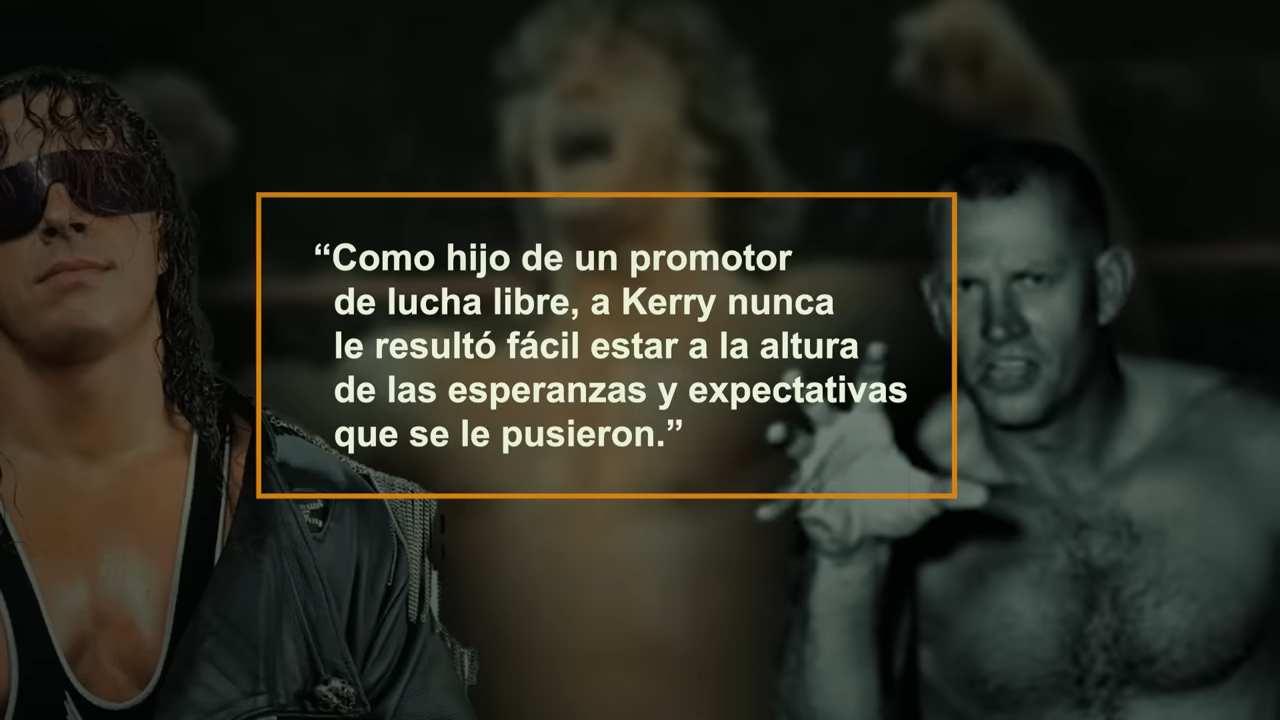 “Como hijo de un promotor
de lucha libre, a Kerry nunca
le resultó fácil estar a la altura
de las esperanzas y expectativas
que se le pusieron.”